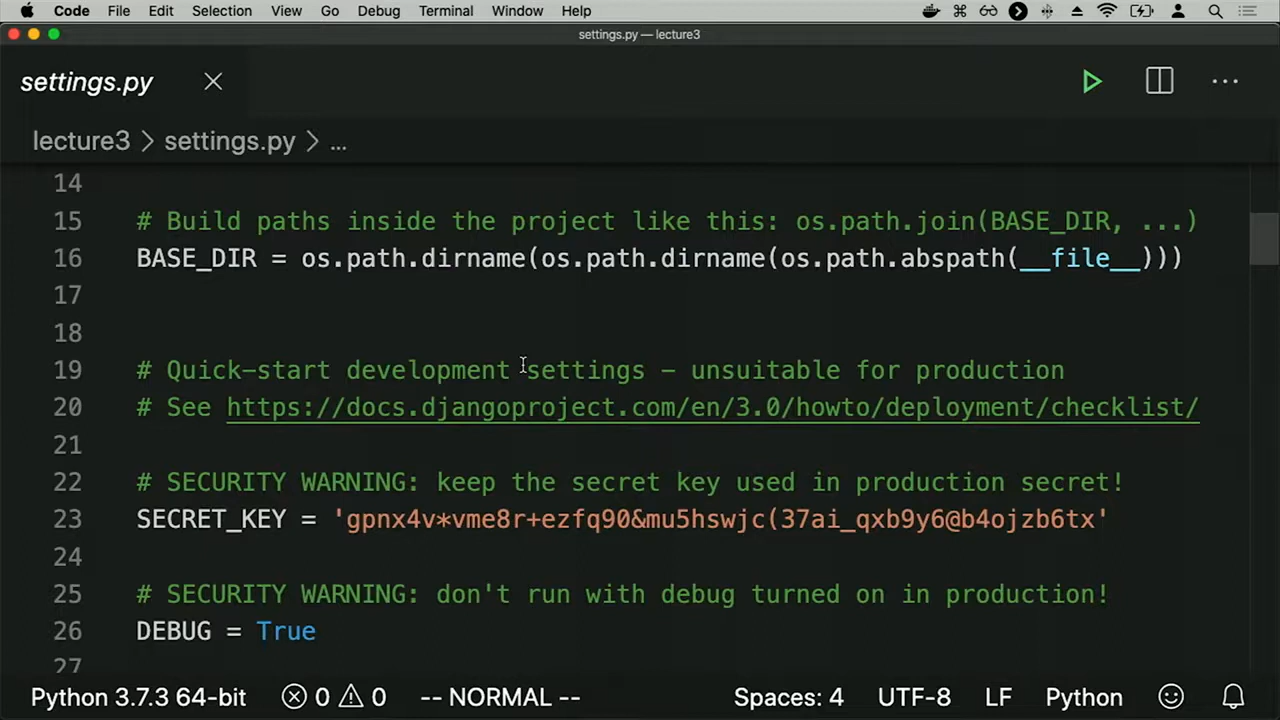 Code File Edit Selection View Go Debug Terminal Window Help
settings.py — lecture3
settings.py
lecture3 > settings.py > ...
14
15 # Build paths inside the project like this: os.path.join(BASE_DIR, ...)
16 BASE_DIR = os.path.dirname(os.path.dirname(os.path.abspath(__file__)))
17
18
19 # Quick-start development settings - unsuitable for production
20 # See https://docs.djangoproject.com/en/3.0/howto/deployment/checklist/
21
22 # SECURITY WARNING: keep the secret key used in production secret!
23 SECRET_KEY = 'gpnx4v*vme8r+ezfq90&mu5hswjc(37ai_qxb9y6@b4ojzb6tx'
24
25 # SECURITY WARNING: don't run with debug turned on in production!
26 DEBUG = True
27
Python 3.7.3 64-bit 0 0 -- NORMAL -- Spaces: 4 UTF-8 LF Python